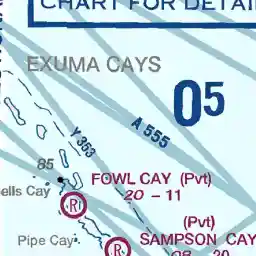 CHART FOR DETAI
EXUMA CAYS
05
A 555
Y 353
85
FOWL CAY (Pvt)
20 - 11
ells Cay
R
(Pvt)
Pipe Cay
SAMPSON CAY
R